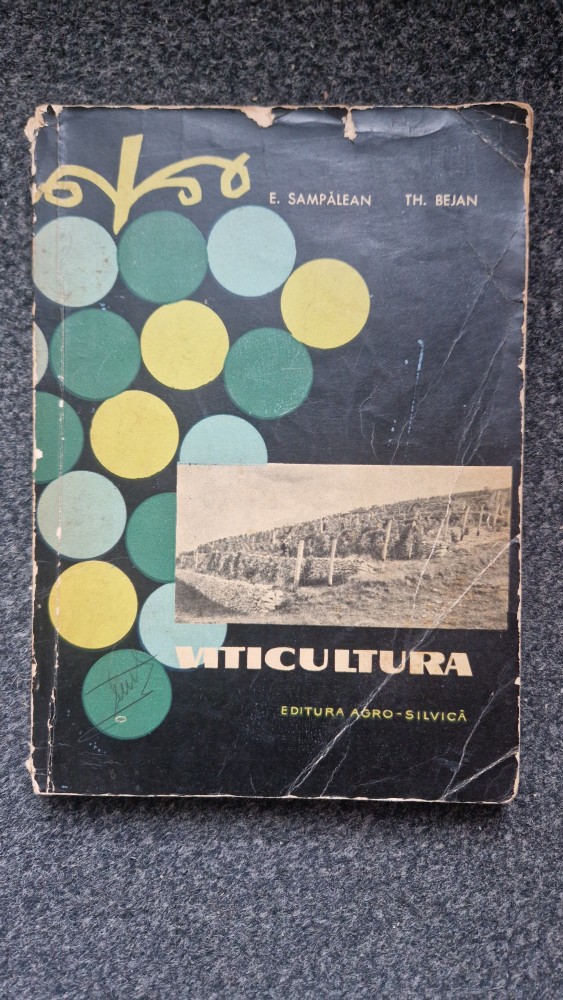 E. SAMPĂLEAN TH. BEJAN
VITICULTURA
EDITURA AGRO-SILVICĂ